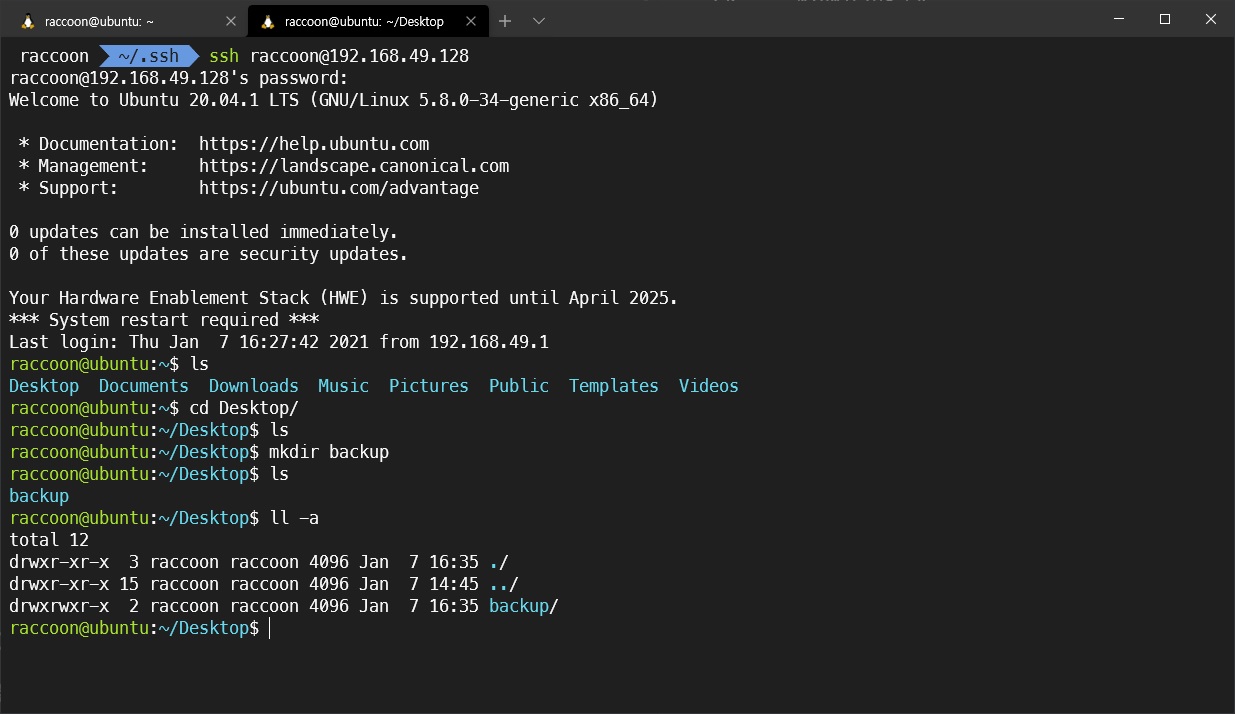 raccoon@ubuntu: ~
raccoon@ubuntu: ~/Desktop
raccoon ~/.ssh ssh raccoon@192.168.49.128
raccoon@192.168.49.128's password:
Welcome to Ubuntu 20.04.1 LTS (GNU/Linux 5.8.0-34-generic x86_64)
* Documentation:  https://help.ubuntu.com
* Management:     https://landscape.canonical.com
* Support:        https://ubuntu.com/advantage
0 updates can be installed immediately.
0 of these updates are security updates.
Your Hardware Enablement Stack (HWE) is supported until April 2025.
*** System restart required ***
Last login: Thu Jan  7 16:27:42 2021 from 192.168.49.1
raccoon@ubuntu:~$ ls
Desktop  Documents  Downloads  Music  Pictures  Public  Templates  Videos
raccoon@ubuntu:~$ cd Desktop/
raccoon@ubuntu:~/Desktop$ ls
raccoon@ubuntu:~/Desktop$ mkdir backup
raccoon@ubuntu:~/Desktop$ ls
backup
raccoon@ubuntu:~/Desktop$ ll -a
total 12
drwxr-xr-x  3 raccoon raccoon 4096 Jan  7 16:35 ./
drwxr-xr-x 15 raccoon raccoon 4096 Jan  7 14:45 ../
drwxrwxr-x  2 raccoon raccoon 4096 Jan  7 16:35 backup/
raccoon@ubuntu:~/Desktop$